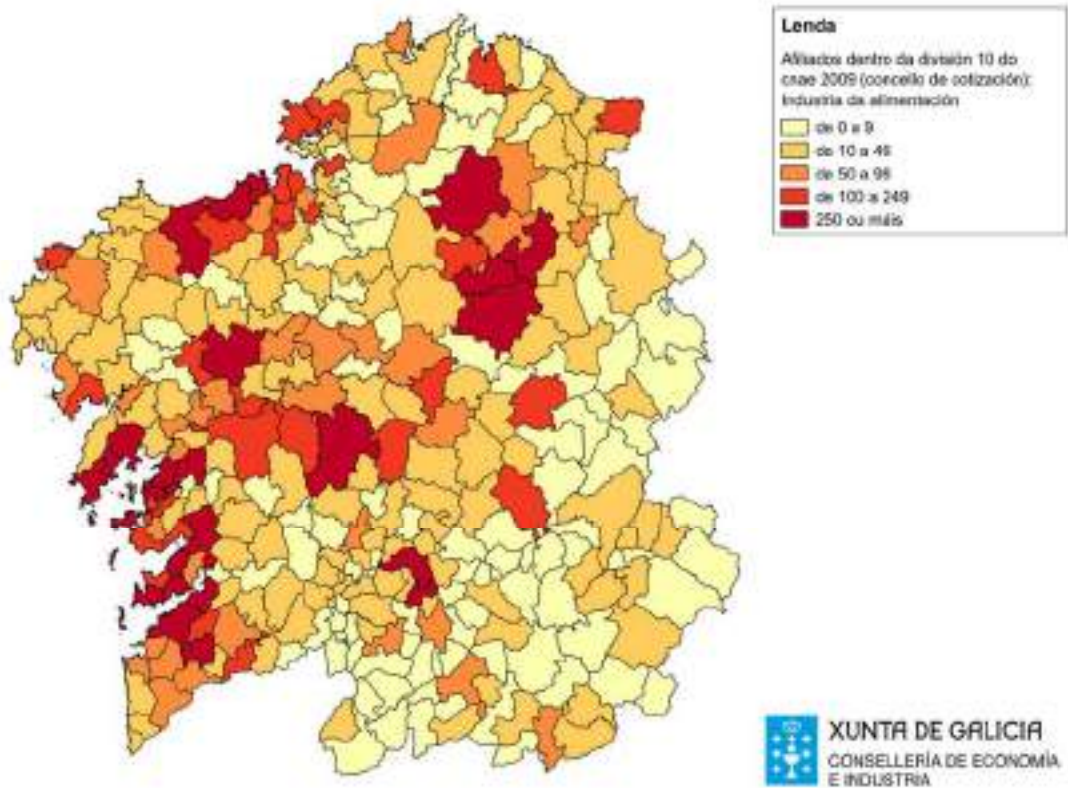 Lenda
Afiliados dentro da división 10 do
cnae 2009 (concello de cotización):
Industria da alimentación
de 0 a 9
de 10 a 46
de 50 a 98
de 100 a 249
250 ou máis
XUNTA DE GALICIA
CONSELLERÍA DE ECONOMÍA
E INDUSTRIA